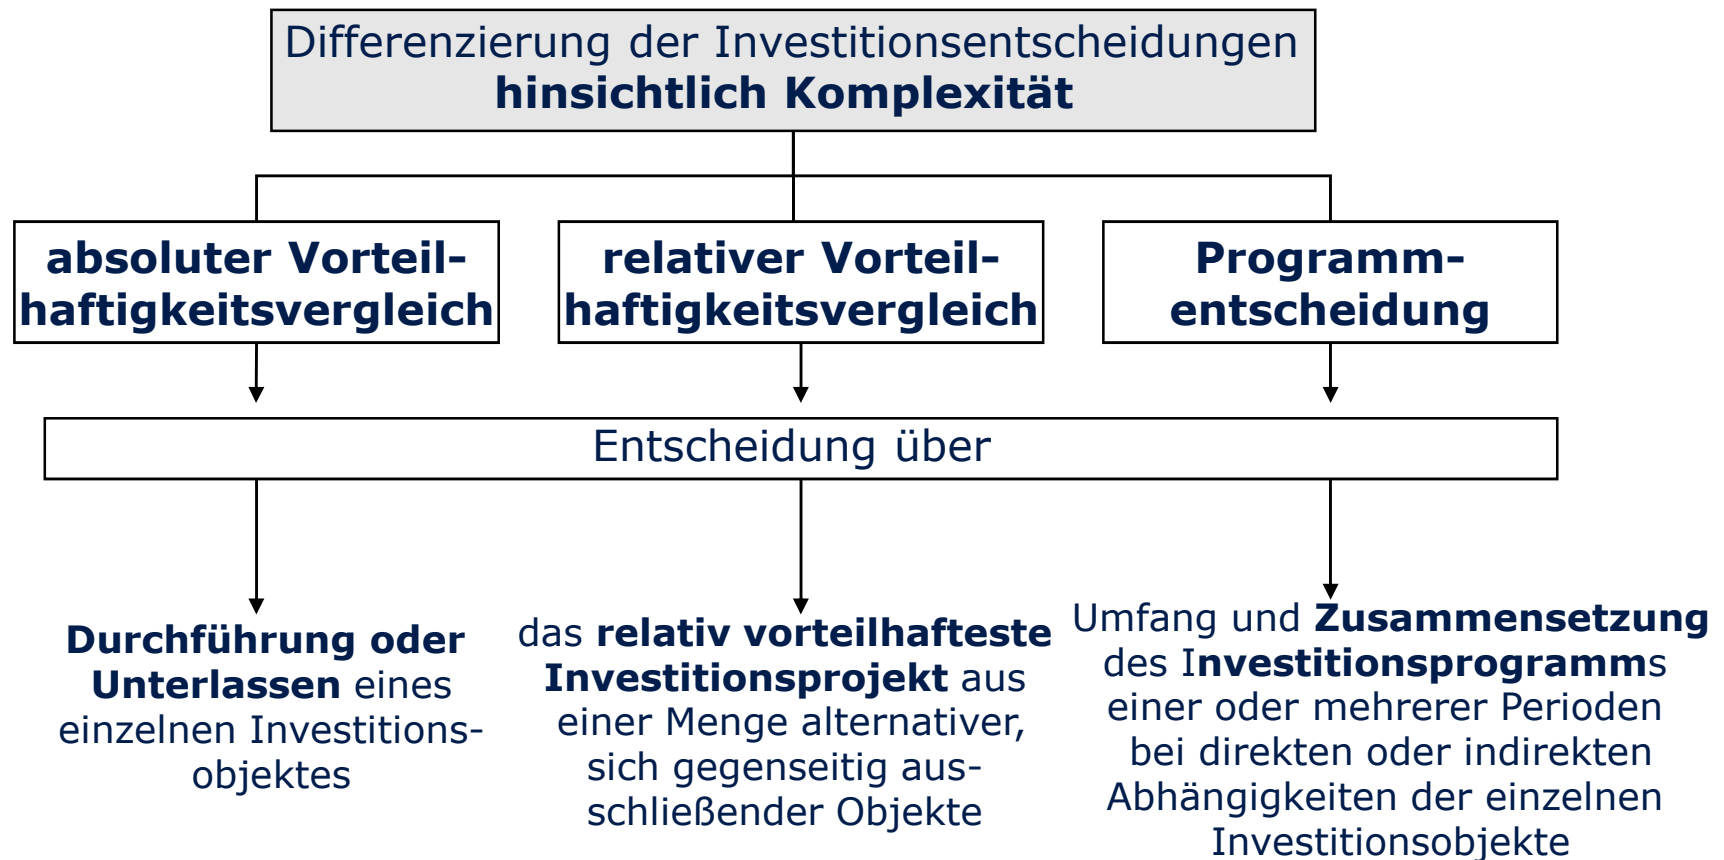 Differenzierung der Investitionsentscheidungen
hinsichtlich Komplexität
absoluter Vorteil-
haftigkeitsvergleich
relativer Vorteil-
haftigkeitsvergleich
Programm-
entscheidung
Entscheidung über
Durchführung oder
Unterlassen eines
einzelnen Investitions-
objektes
das relativ vorteilhafteste
Investitionsprojekt aus
einer Menge alternativer,
sich gegenseitig aus-
schließender Objekte
Umfang und Zusammensetzung
des Investitionsprogramms
einer oder mehrerer Perioden
bei direkten oder indirekten
Abhängigkeiten der einzelnen
Investitionsobjekte